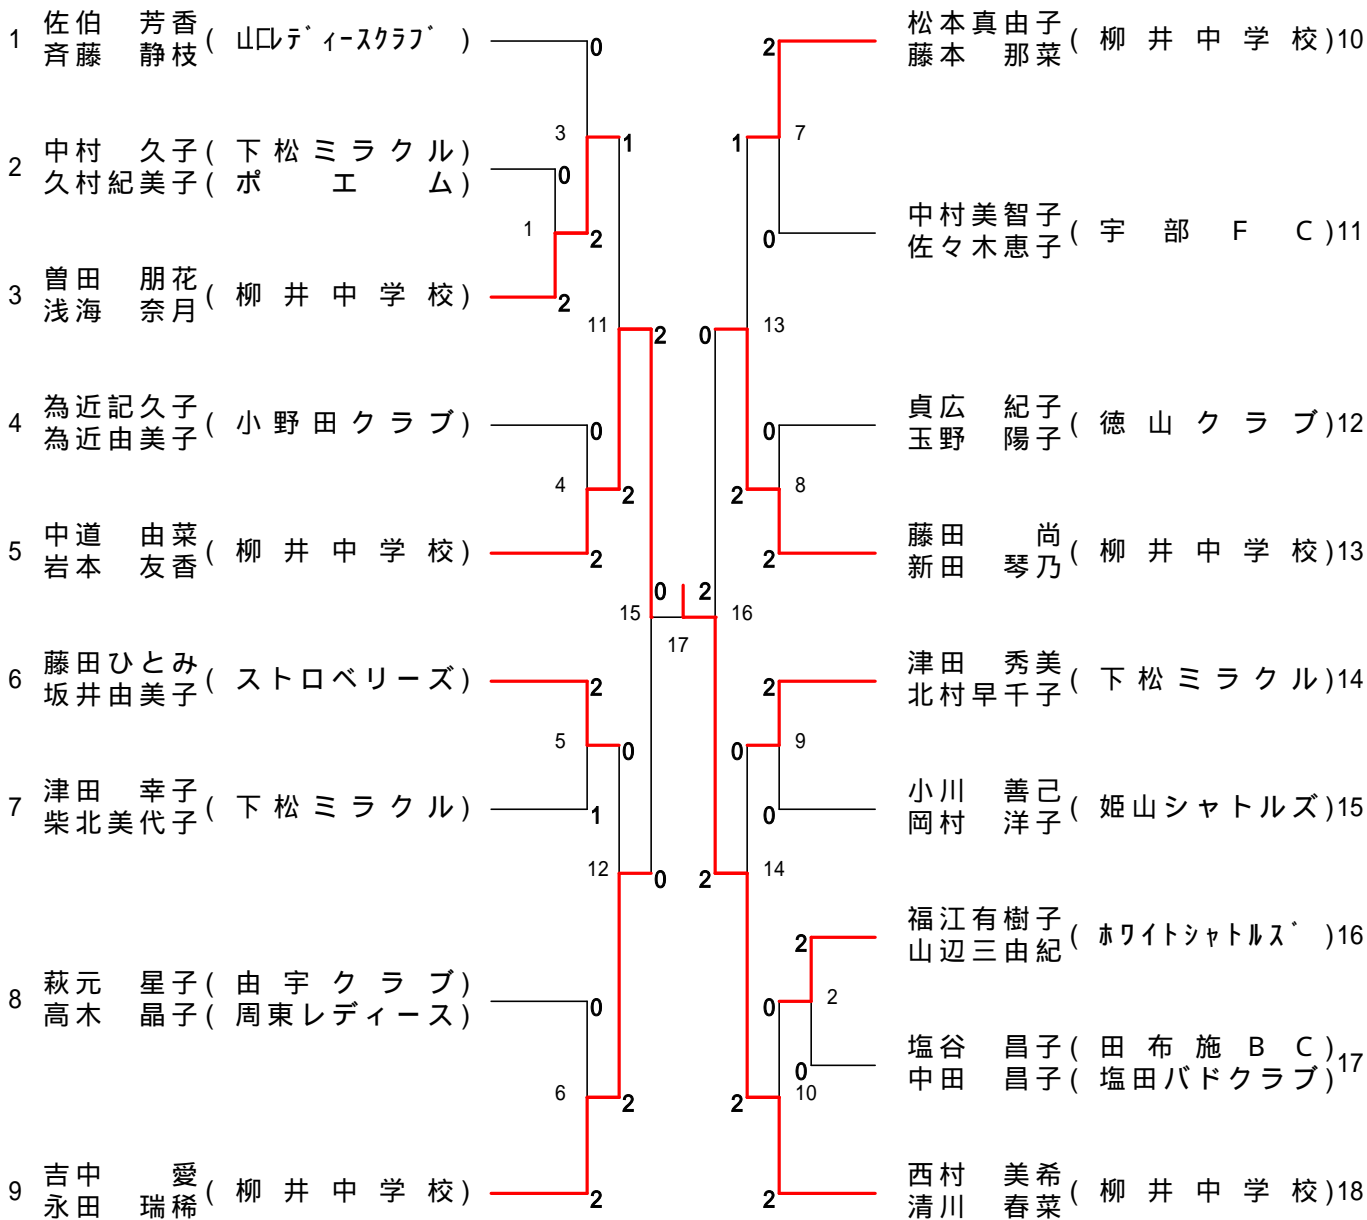 1 佐伯 芳香 ( 山口ﾚﾃﾞｨｰｽｸﾗﾌﾞ )
斉藤 静枝
2 中村 久子 ( 下松ミラクル )
久村紀美子 ( ポエム )
3 曽田 朋花 ( 柳井中学校 )
浅海 奈月
4 為近記久子 ( 小野田クラブ )
為近由美子
5 中道 由菜 ( 柳井中学校 )
岩本 友香
6 藤田ひとみ ( ストロベリーズ )
坂井由美子
7 津田 幸子 ( 下松ミラクル )
柴北美代子
8 萩元 星子 ( 由宇クラブ )
高木 晶子 ( 周東レディース )
9 吉中 愛 ( 柳井中学校 )
永田 瑞稀
0
3
1
0
1
2
2
11
2
0
4
2
2
0
15
2
5
0
1
12
0
0
6
2
2
17
2
7
1
0
0
13
0
8
2
2
2
16
2
9
0
0
2
14
2
0
2
0
2
10
2
松本真由子 ( 柳井中学校 ) 10
藤本 那菜
中村美智子 ( 宇部FC ) 11
佐々木恵子
貞広 紀子 ( 徳山クラブ ) 12
玉野 陽子
藤田 尚 ( 柳井中学校 ) 13
新田 琴乃
津田 秀美 ( 下松ミラクル ) 14
北村早千子
小川 善己 ( 姫山シャトルズ ) 15
岡村 洋子
福江有樹子 ( ﾎﾜｲﾄｼｬﾄﾙｽﾞ ) 16
山辺三由紀
塩谷 昌子 ( 田布施BC ) 17
中田 昌子 ( 塩田バドクラブ )
西村 美希 ( 柳井中学校 ) 18
清川 春菜